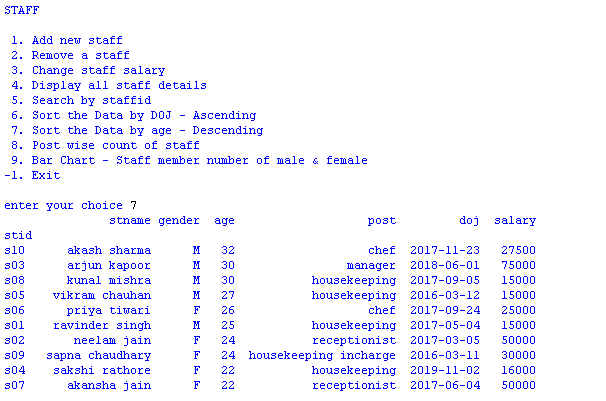 STAFF
1. Add new staff
2. Remove a staff
3. Change staff salary
4. Display all staff details
5. Search by staffid
6. Sort the Data by DOJ - Ascending
7. Sort the Data by age - Descending
8. Post wise count of staff
9. Bar Chart - Staff member number of male & female
-1. Exit
enter your choice 7
stname gender age post doj salary
stid
s10 akash sharma M 32 chef 2017-11-23 27500
s03 arjun kapoor M 30 manager 2018-06-01 75000
s08 kunal mishra M 30 housekeeping 2017-09-05 15000
s05 vikram chauhan M 27 housekeeping 2016-03-12 15000
s06 priya tiwari F 26 chef 2017-09-24 25000
s01 ravinder singh M 25 housekeeping 2017-05-04 15000
s02 neelam jain F 24 receptionist 2017-03-05 50000
s09 sapna chaudhary F 24 housekeeping incharge 2016-03-11 30000
s04 sakshi rathore F 22 housekeeping 2019-11-02 16000
s07 akansha jain F 22 receptionist 2017-06-04 50000